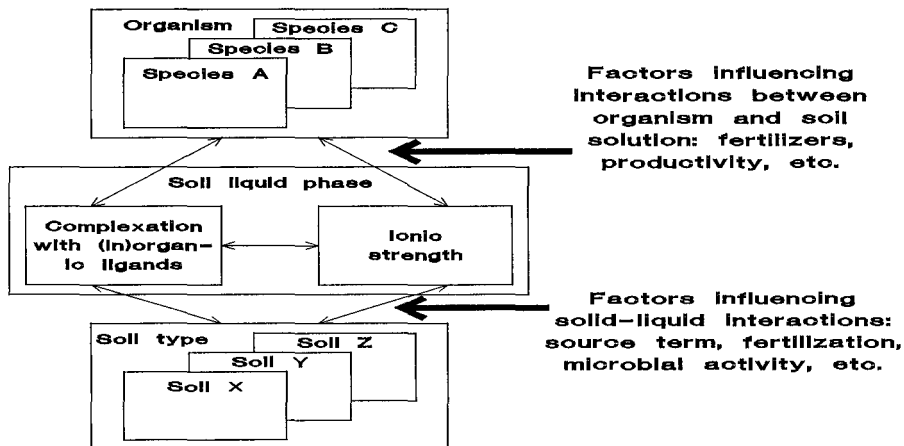 Organism
Species C
Species B
Species A
Factors influencing
interactions between
organism and soil
solution: fertilizers,
productivity, etc.
Soil liquid phase
Complexation
with (in)organ-
ic ligands
Ionic
strength
Factors influencing
solid-liquid interactions:
source term, fertilization,
microbial activity, etc.
Soil type
Soil Z
Soil Y
Soil X